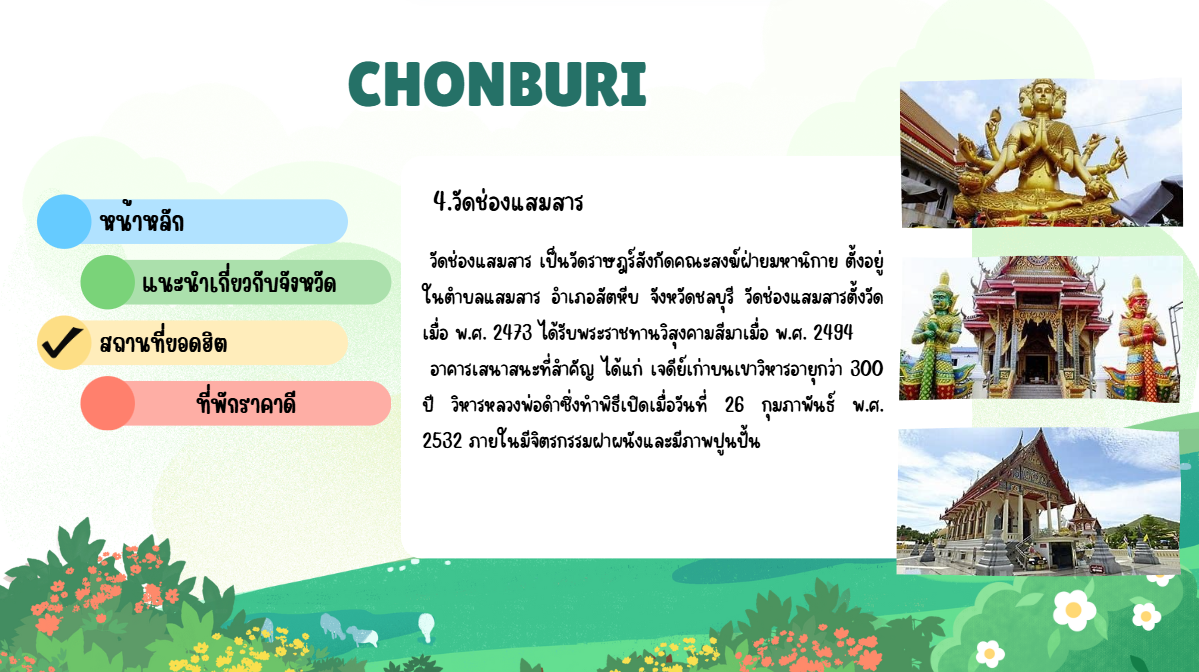 CHONBURI
หน้าหลัก
แนะนำเกี่ยวกับจังหวัด
สถานที่ยอดฮิต
ที่พักราคาดี
4.วัดช่องแสมสาร
วัดช่องแสมสาร เป็นวัดราษฎร์สังกัดคณะสงฆ์ฝ่ายมหานิกาย ตั้งอยู่
ในตำบลแสมสาร อำเภอสัตหีบ จังหวัดชลบุรี วัดช่องแสมสารตั้งวัด
เมื่อ พ.ศ. 2473 ได้รับพระราชทานวิสุงคามสีมาเมื่อ พ.ศ. 2494
อาคารเสนาสนะที่สำคัญ ได้แก่ เจดีย์เก่าบนเขาวิหารอายุกว่า 300
ปี วิหารหลวงพ่อดำซึ่งทำพิธีเปิดเมื่อวันที่ 26 กุมภาพันธ์ พ.ศ.
2532 ภายในมีจิตรกรรมฝาผนังและมีภาพปูนปั้น